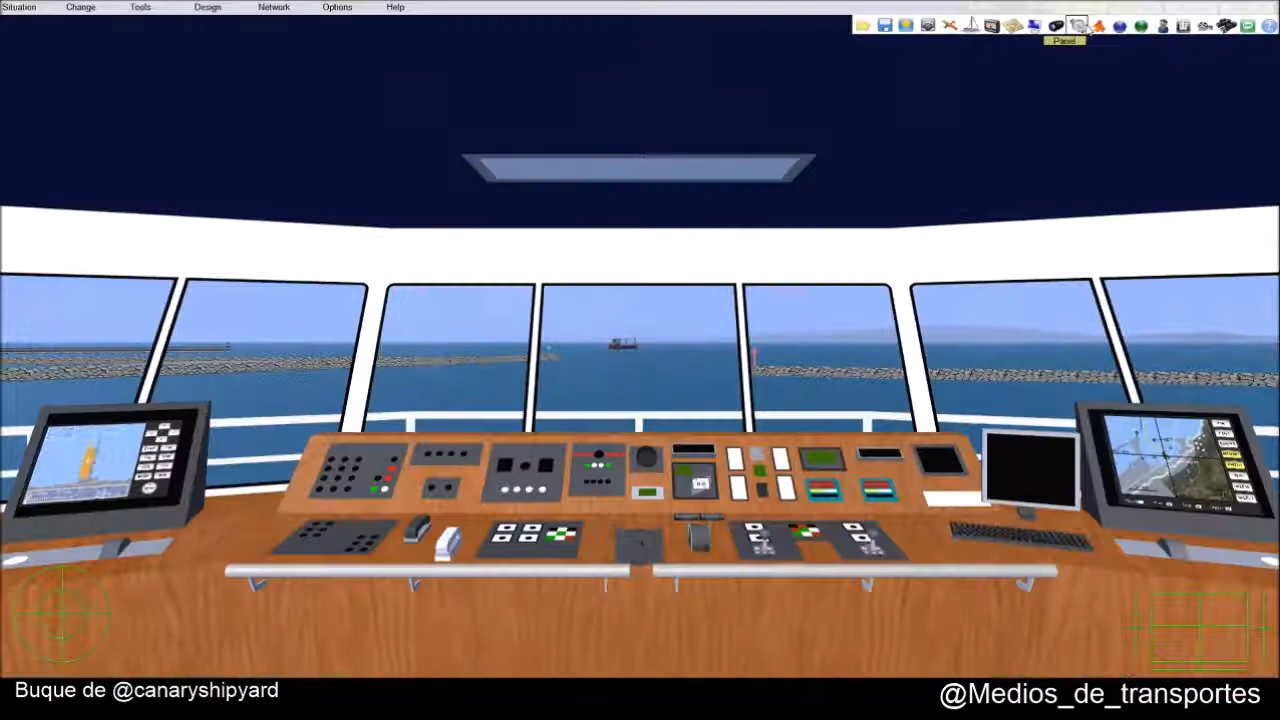 Situation Change Tools Design Network Options Help
Panel
Buque de @canaryshipyard
@Medios_de_transportes